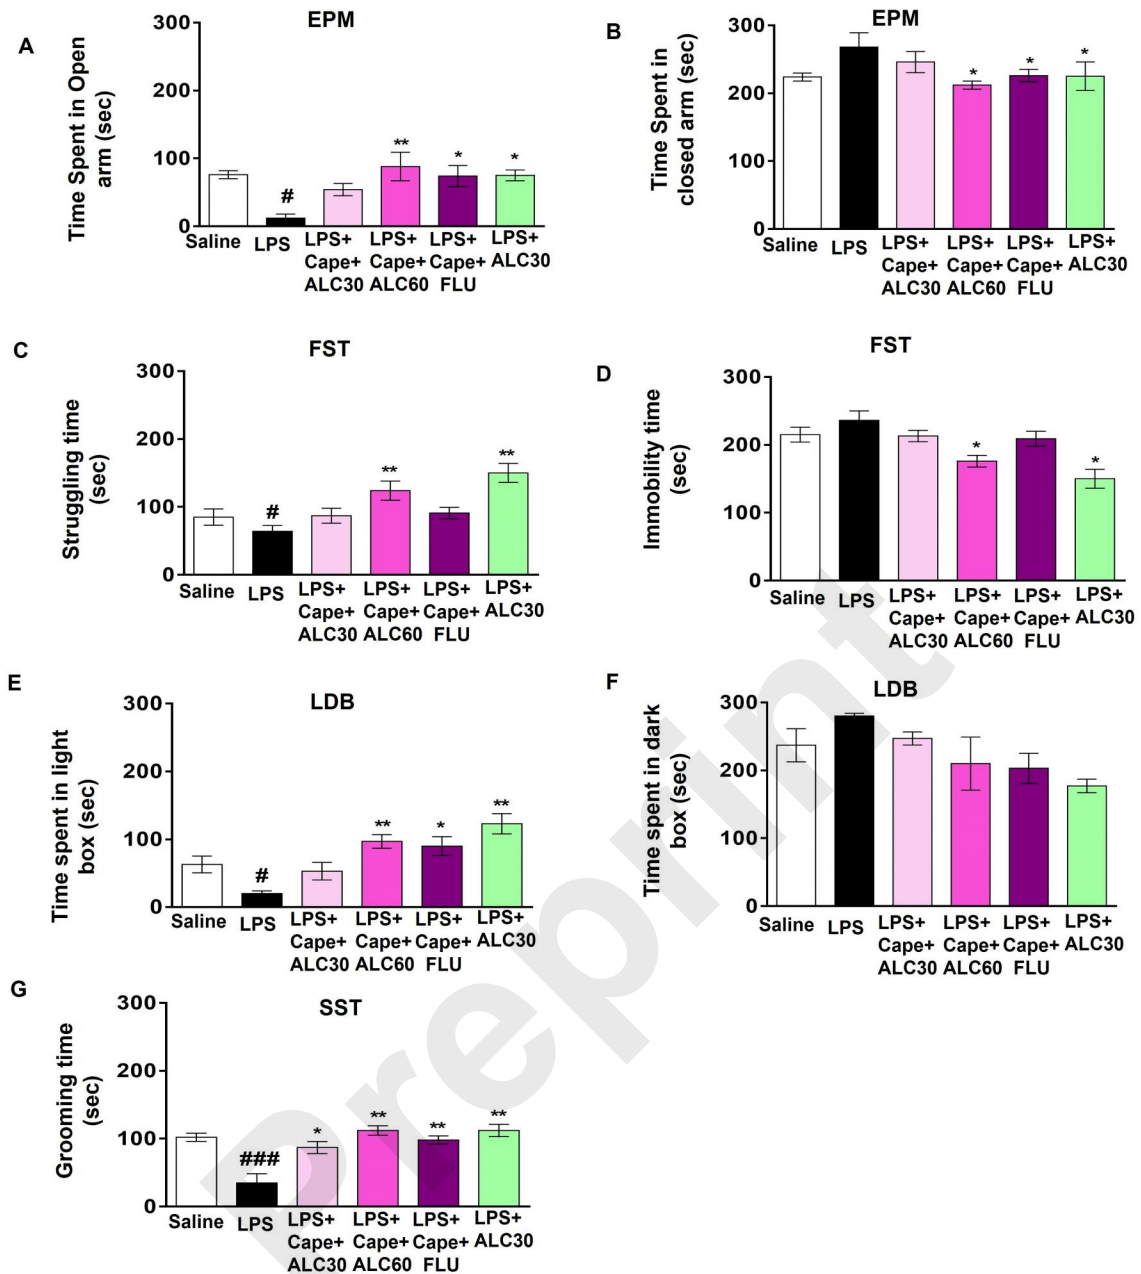 A
EPM
Time Spent in Open
arm (sec)
300
200
100
0
#
**
*
*
Saline
LPS
LPS+
Cape+
ALC30
LPS+
Cape+
ALC60
LPS+
Cape+
FLU
LPS+
ALC30
B
EPM
Time Spent in
closed arm (sec)
300
200
100
0
*
*
*
Saline
LPS
LPS+
Cape+
ALC30
LPS+
Cape+
ALC60
LPS+
Cape+
FLU
LPS+
ALC30
C
FST
Struggling time
(sec)
300
200
100
0
#
**
**
Saline
LPS
LPS+
Cape+
ALC30
LPS+
Cape+
ALC60
LPS+
Cape+
FLU
LPS+
ALC30
D
FST
Immobility time
(sec)
300
200
100
0
*
*
Saline
LPS
LPS+
Cape+
ALC30
LPS+
Cape+
ALC60
LPS+
Cape+
FLU
LPS+
ALC30
E
LDB
Time spent in light
box (sec)
300
200
100
0
#
**
*
**
Saline
LPS
LPS+
Cape+
ALC30
LPS+
Cape+
ALC60
LPS+
Cape+
FLU
LPS+
ALC30
F
LDB
Time spent in dark
box (sec)
300
200
100
0
Saline
LPS
LPS+
Cape+
ALC30
LPS+
Cape+
ALC60
LPS+
Cape+
FLU
LPS+
ALC30
G
SST
Grooming time
(sec)
300
200
100
0
###
*
**
**
**
Saline
LPS
LPS+
Cape+
ALC30
LPS+
Cape+
ALC60
LPS+
Cape+
FLU
LPS+
ALC30
Preprint